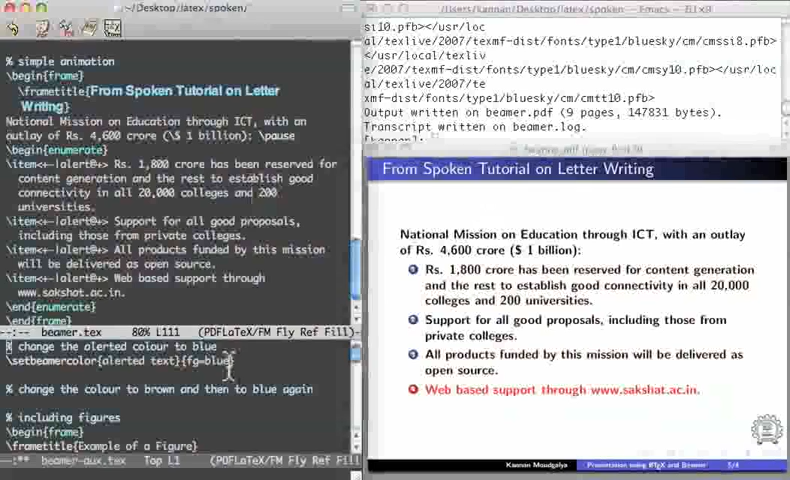 ~/Desktop/latex/spoken/
% simple animation
\begin{frame}
\frametitle{From Spoken Tutorial on Letter
Writing}
National Mission on Education through ICT, with an
outlay of Rs. 4,600 crore (\$ 1 billion): \pause
\begin{enumerate}
\item<+-|alert@+> Rs. 1,800 crore has been reserved for
content generation and the rest to establish good
connectivity in all 20,000 colleges and 200
universities.
\item<+-|alert@+> Support for all good proposals,
including those from private colleges.
\item<+-|alert@+> All products funded by this mission
will be delivered as open source.
\item<+-|alert@+> Web based support through
www.sakshat.ac.in.
\end{enumerate}
\end{frame}
--:-- beamer.tex 80% L111 (PDFLaTeX/FM Fly Ref Fill)--
% change the alerted colour to blue
\setbeamercolor{alerted text}{fg=blue}
% change the colour to brown and then to blue again
% including figures
\begin{frame}
\frametitle{Example of a Figure}
--:** beamer-aux.tex Top L1 (PDFLaTeX/FM Fly Ref Fill
kannan/Desktop/latex/spoken — Emacs — 81x9
si10.pfb></usr/loc
al/texlive/2007/texmf-dist/fonts/type1/bluesky/cm/cmssi8.pfb>
</usr/local/texliv
e/2007/texmf-dist/fonts/type1/bluesky/cm/cmsy10.pfb></usr/loc
al/texlive/2007/te
xmf-dist/fonts/type1/bluesky/cm/cmtt10.pfb>
Output written on beamer.pdf (9 pages, 147831 bytes).
Transcript written on beamer.log.
From Spoken Tutorial on Letter Writing
National Mission on Education through ICT, with an outlay
of Rs. 4,600 crore ($ 1 billion):
1 Rs. 1,800 crore has been reserved for content generation
and the rest to establish good connectivity in all 20,000
colleges and 200 universities.
2 Support for all good proposals, including those from
private colleges.
3 All products funded by this mission will be delivered as
open source.
4 Web based support through www.sakshat.ac.in.
Kannan Moudgalya Presentation using LATEX and Beamer 5/4